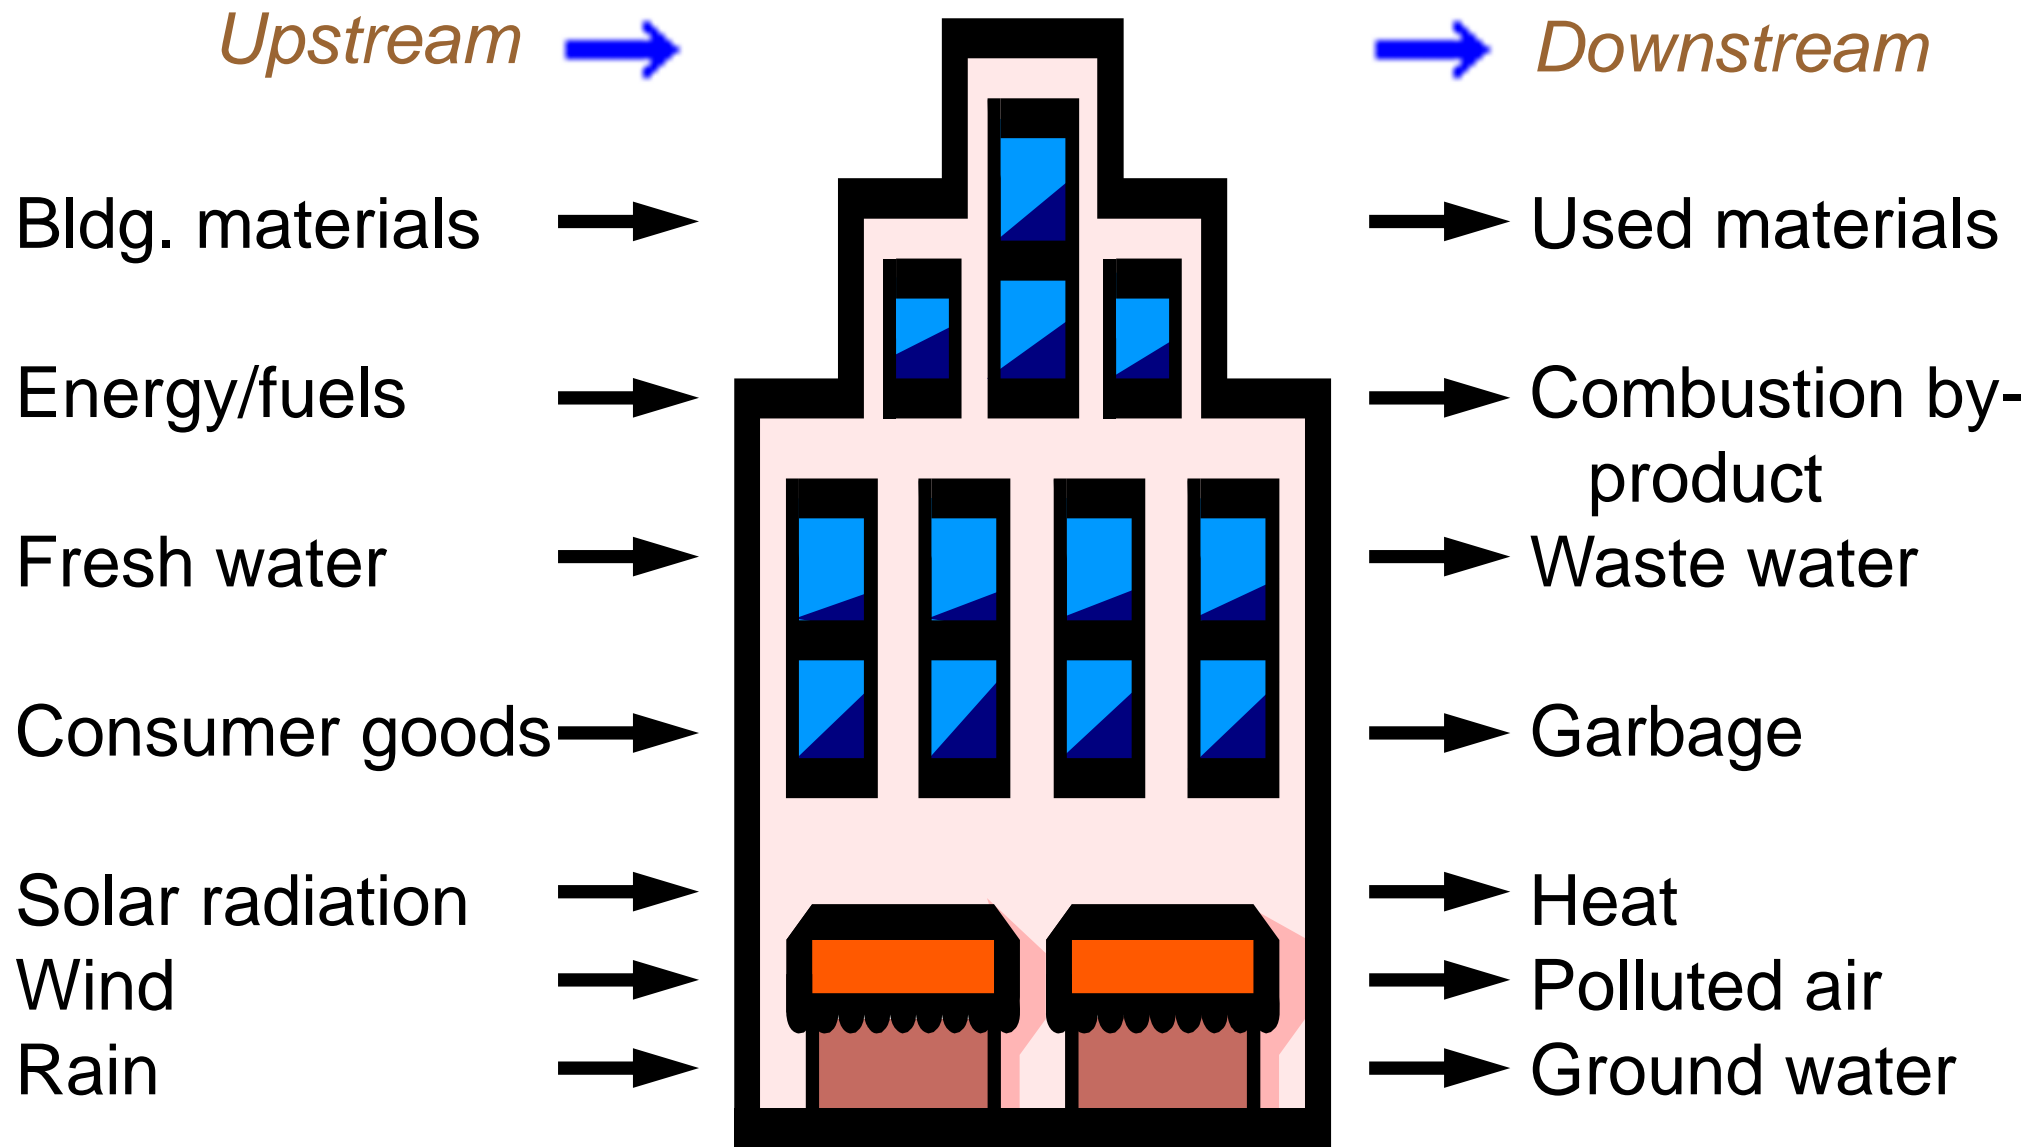 Upstream
Downstream
Bldg. materials
Used materials
Energy/fuels
Combustion by-
product
Fresh water
Waste water
Consumer goods
Garbage
Solar radiation
Heat
Wind
Polluted air
Rain
Ground water